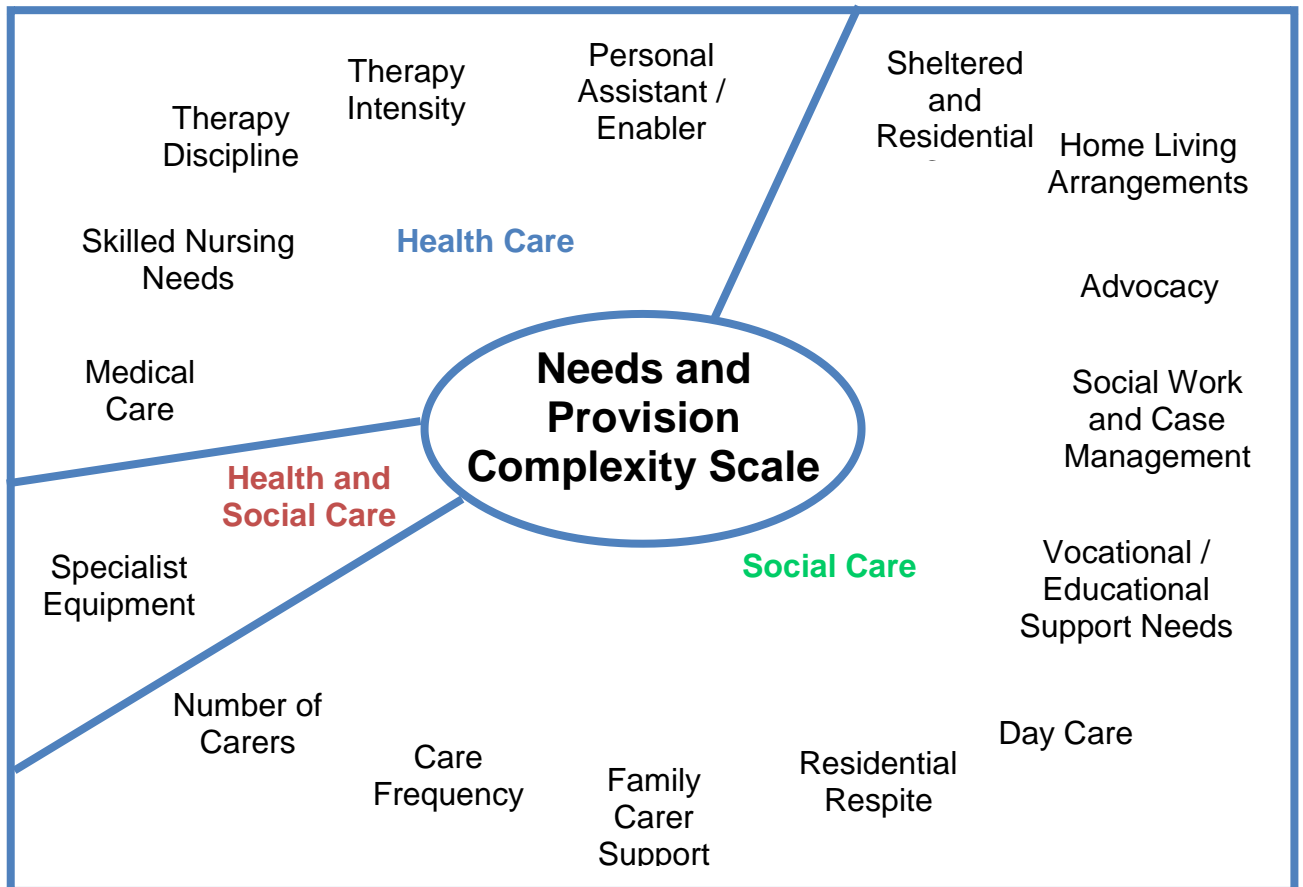 Therapy
Intensity
Personal
Assistant /
Enabler
Sheltered
and
Residential
Therapy
Discipline
Home Living
Arrangements
Skilled Nursing
Needs
Health Care
Advocacy
Medical
Care
Needs and
Provision
Complexity Scale
Social Work
and Case
Management
Health and
Social Care
Specialist
Equipment
Social Care
Vocational /
Educational
Support Needs
Number of
Carers
Care
Frequency
Family
Carer
Support
Residential
Respite
Day Care